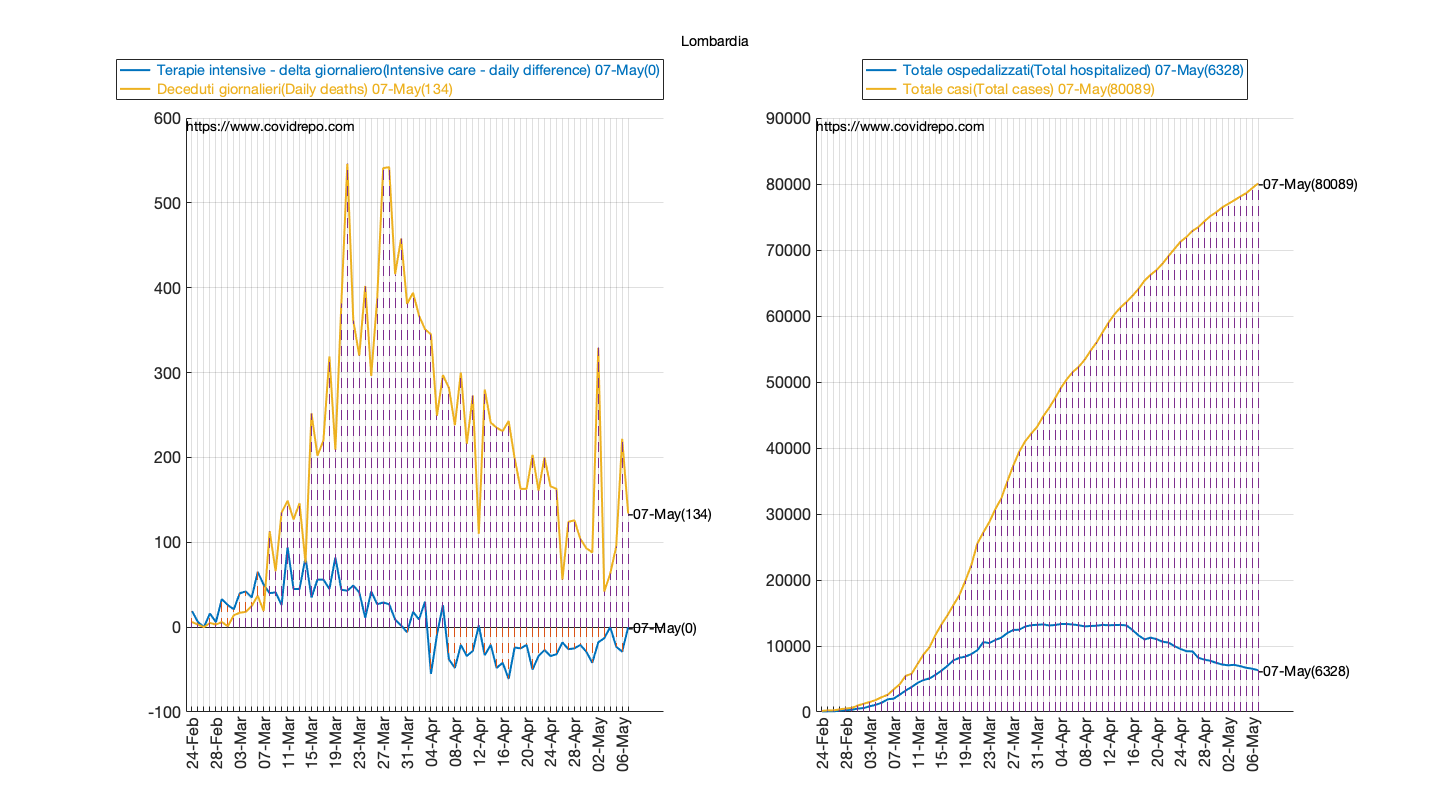 Lombardia
Terapie intensive - delta giornaliero(Intensive care - daily difference) 07-May(0)
Deceduti giornalieri(Daily deaths) 07-May(134)
https://www.covidrepo.com
600
500
400
300
200
100
0
-100
-07-May(134)
-07-May(0)
24-Feb
28-Feb
03-Mar
07-Mar
11-Mar
15-Mar
19-Mar
23-Mar
27-Mar
31-Mar
04-Apr
08-Apr
12-Apr
16-Apr
20-Apr
24-Apr
28-Apr
02-May
06-May
Totale ospedalizzati(Total hospitalized) 07-May(6328)
Totale casi(Total cases) 07-May(80089)
https://www.covidrepo.com
90000
80000
70000
60000
50000
40000
30000
20000
10000
0
-07-May(80089)
-07-May(6328)
24-Feb
28-Feb
03-Mar
07-Mar
11-Mar
15-Mar
19-Mar
23-Mar
27-Mar
31-Mar
04-Apr
08-Apr
12-Apr
16-Apr
20-Apr
24-Apr
28-Apr
02-May
06-May